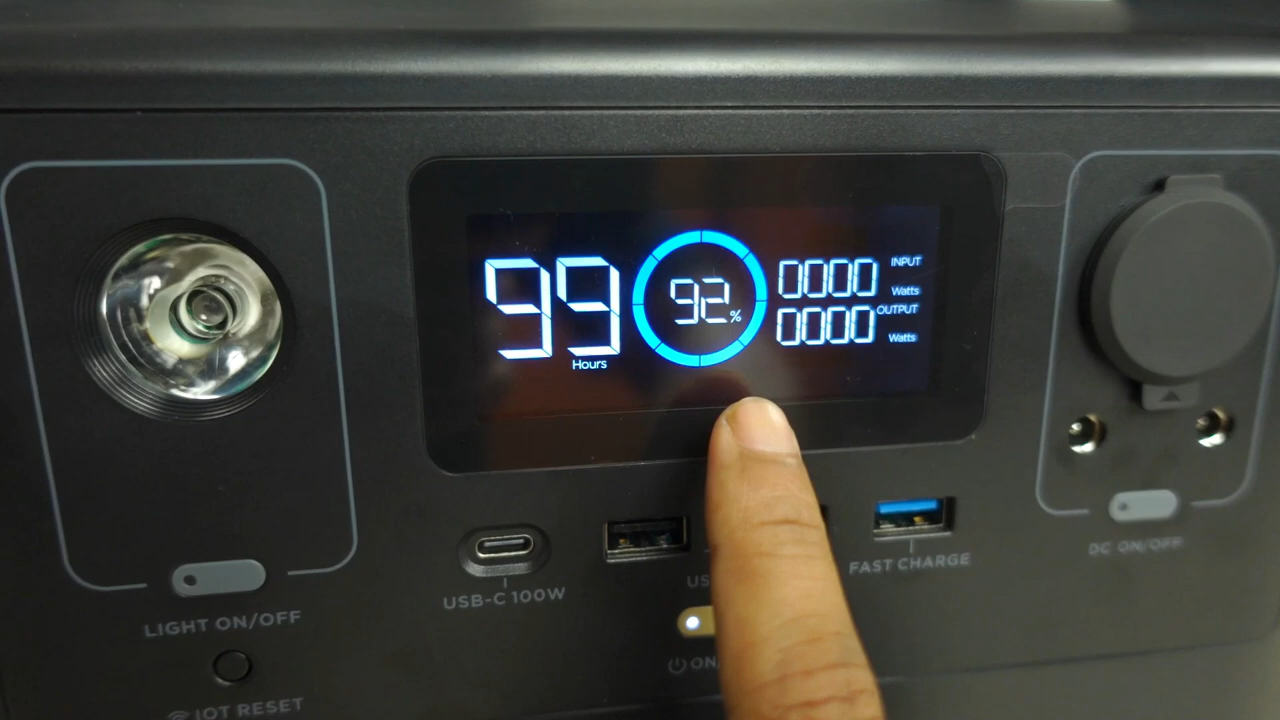 99
Hours
92
%
0000
INPUT
Watts
0000
OUTPUT
Watts
USB-C 100W
FAST CHARGE
DC ON/OFF
LIGHT ON/OFF
IOT RESET